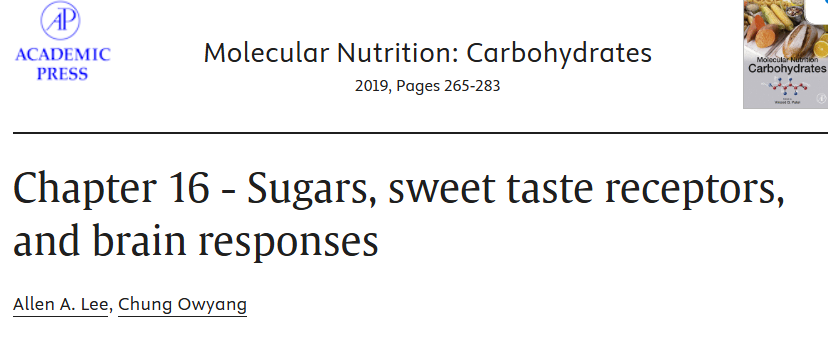 AP
ACADEMIC
PRESS
Molecular Nutrition: Carbohydrates
2019, Pages 265-283
Molecular Nutrition
Carbohydrates
Chapter 16 - Sugars, sweet taste receptors,
and brain responses
Allen A. Lee, Chung Owyang